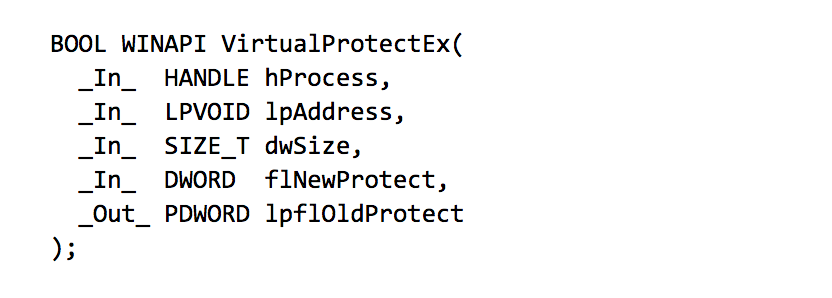 BOOL WINAPI VirtualProtectEx(
  _In_  HANDLE hProcess,
  _In_  LPVOID lpAddress,
  _In_  SIZE_T dwSize,
  _In_  DWORD  flNewProtect,
  _Out_ PDWORD lpflOldProtect
);